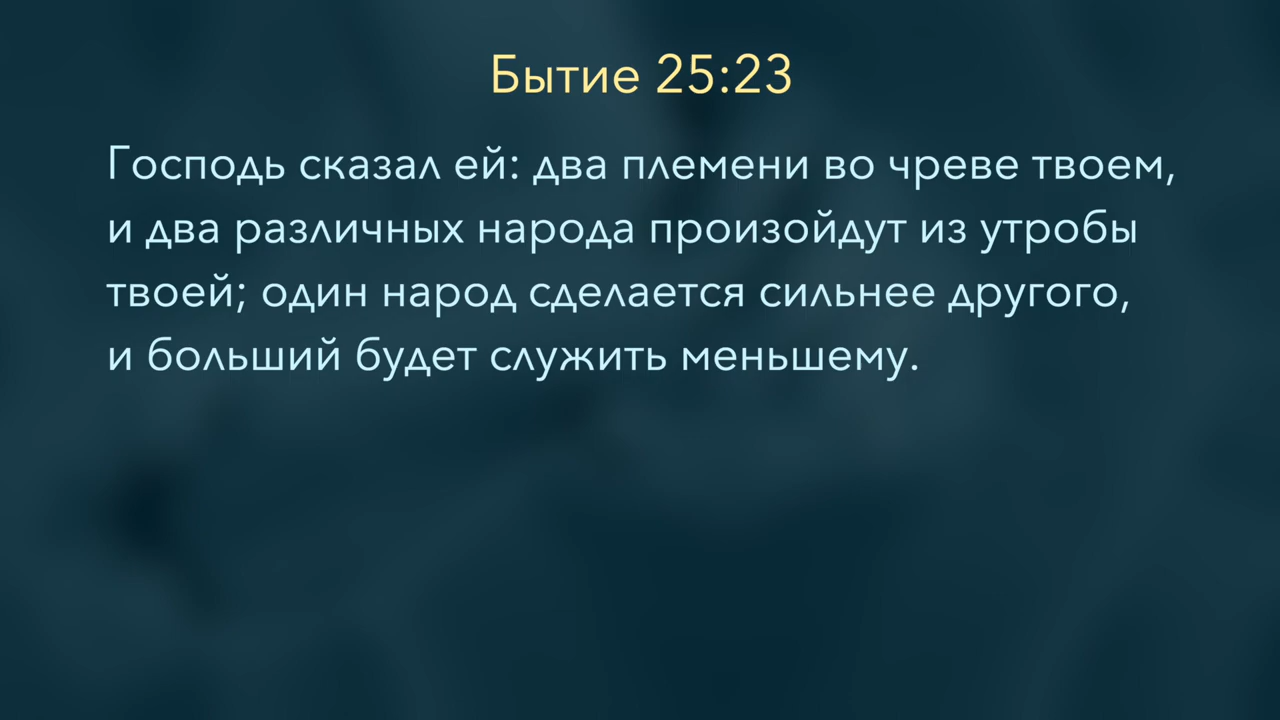 Бытие 25:23
Господь сказал ей: два племени во чреве твоем,
и два различных народа произойдут из утробы
твоей; один народ сделается сильнее другого,
и больший будет служить меньшему.